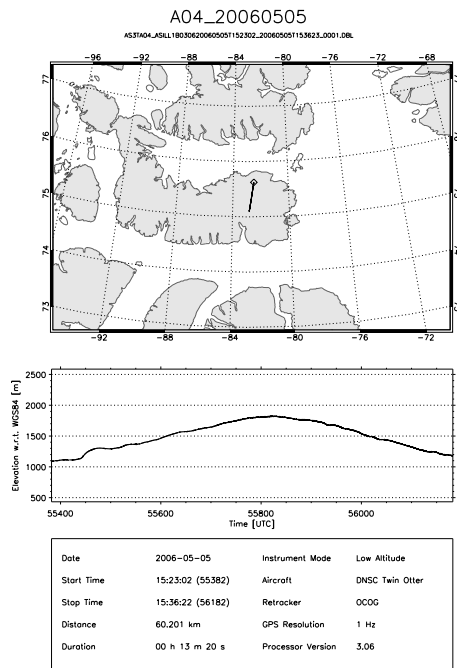 A04_20060505
AS3TA04_ASILL1B030620060505T152302_20060505T153623_0001.DBL
-96 -92 -88 -84 -80 -76 -72 -68
77
76
75
74
73
-92 -88 -84 -80 -76 -72
Elevation w.r.t. WGS84 [m]
2500
2000
1500
1000
500
55400 55600 55800 56000
Time [UTC]
Date 2006-05-05 Instrument Mode Low Altitude
Start Time 15:23:02 (55382) Aircraft DNSC Twin Otter
Stop Time 15:36:22 (56182) Retracker OCOG
Distance 60.201 km GPS Resolution 1 Hz
Duration 00 h 13 m 20 s Processor Version 3.06